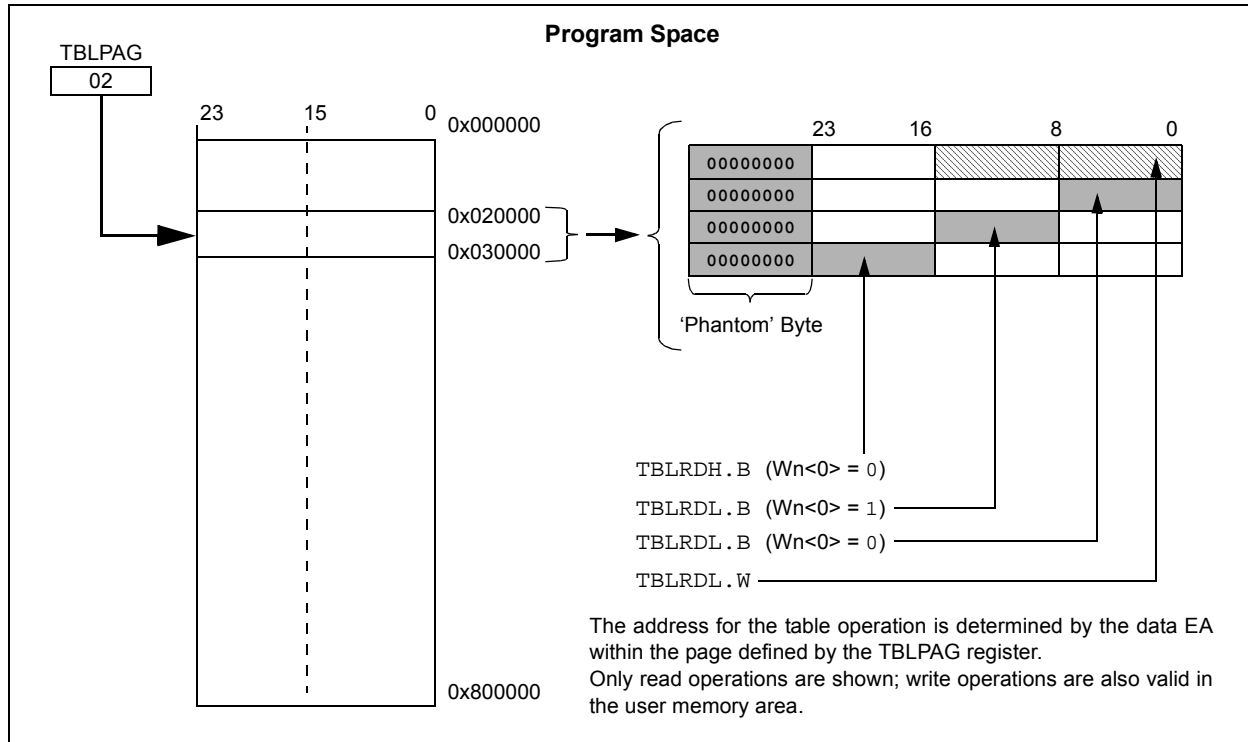 Program Space
TBLPAG
02
23 15 0
0x000000
0x020000
0x030000
0x800000
23 16 8 0
00000000
00000000
00000000
00000000
‘Phantom’ Byte
TBLRDH.B (Wn<0> = 0)
TBLRDL.B (Wn<0> = 1)
TBLRDL.B (Wn<0> = 0)
TBLRDL.W
The address for the table operation is determined by the data EA
within the page defined by the TBLPAG register.
Only read operations are shown; write operations are also valid in
the user memory area.